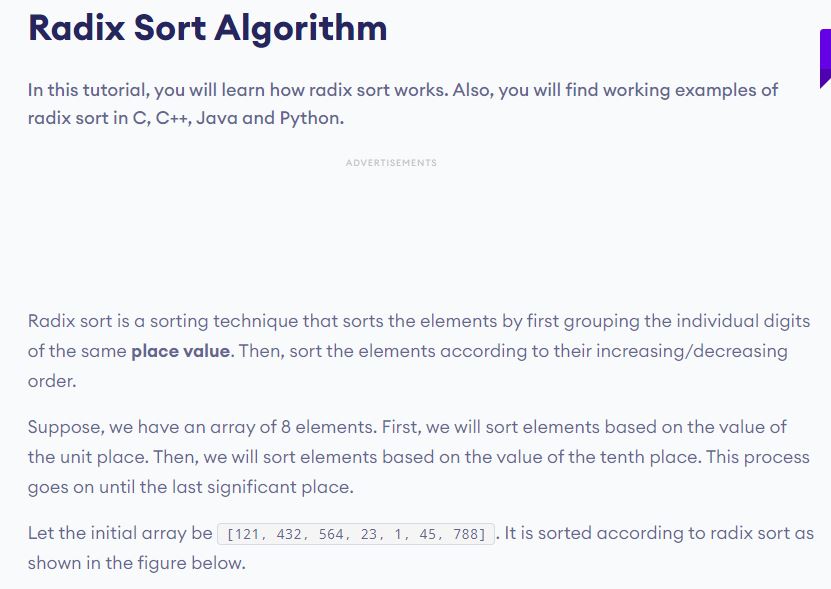 Radix Sort Algorithm
In this tutorial, you will learn how radix sort works. Also, you will find working examples of
radix sort in C, C++, Java and Python.
ADVERTISEMENTS
Radix sort is a sorting technique that sorts the elements by first grouping the individual digits
of the same place value. Then, sort the elements according to their increasing/decreasing
order.
Suppose, we have an array of 8 elements. First, we will sort elements based on the value of
the unit place. Then, we will sort elements based on the value of the tenth place. This process
goes on until the last significant place.
Let the initial array be [121, 432, 564, 23, 1, 45, 788]. It is sorted according to radix sort as
shown in the figure below.